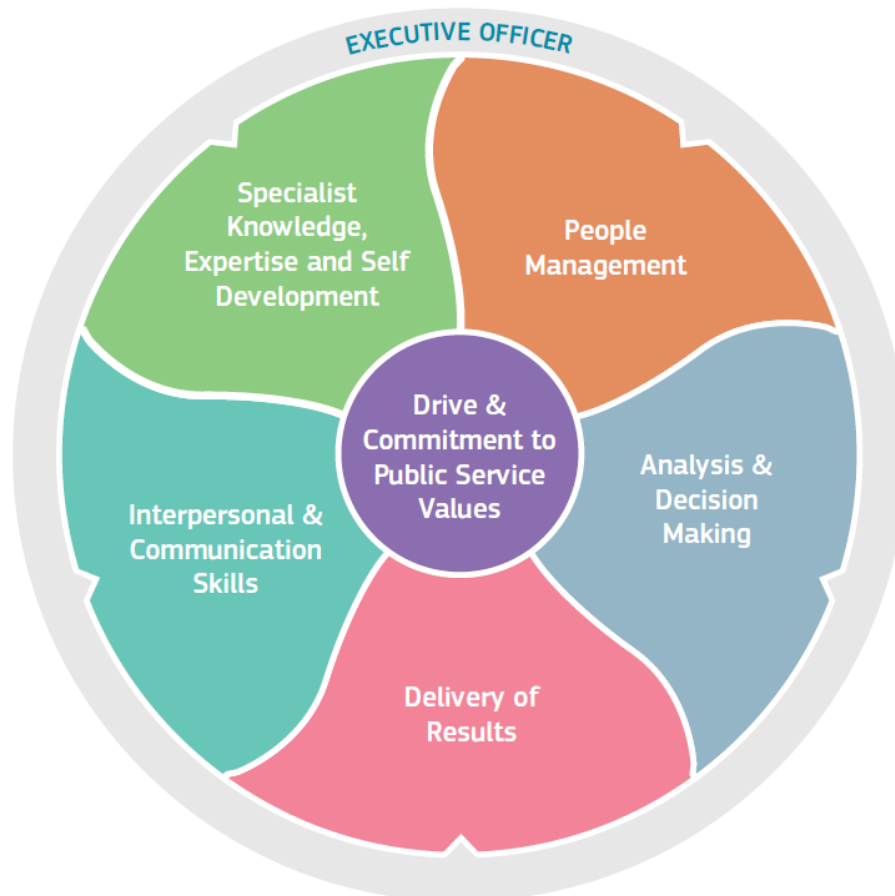 EXECUTIVE OFFICER
Specialist
Knowledge,
Expertise and Self
Development
People
Management
Drive &
Commitment to
Public Service
Values
Analysis &
Decision
Making
Interpersonal &
Communication
Skills
Delivery of
Results